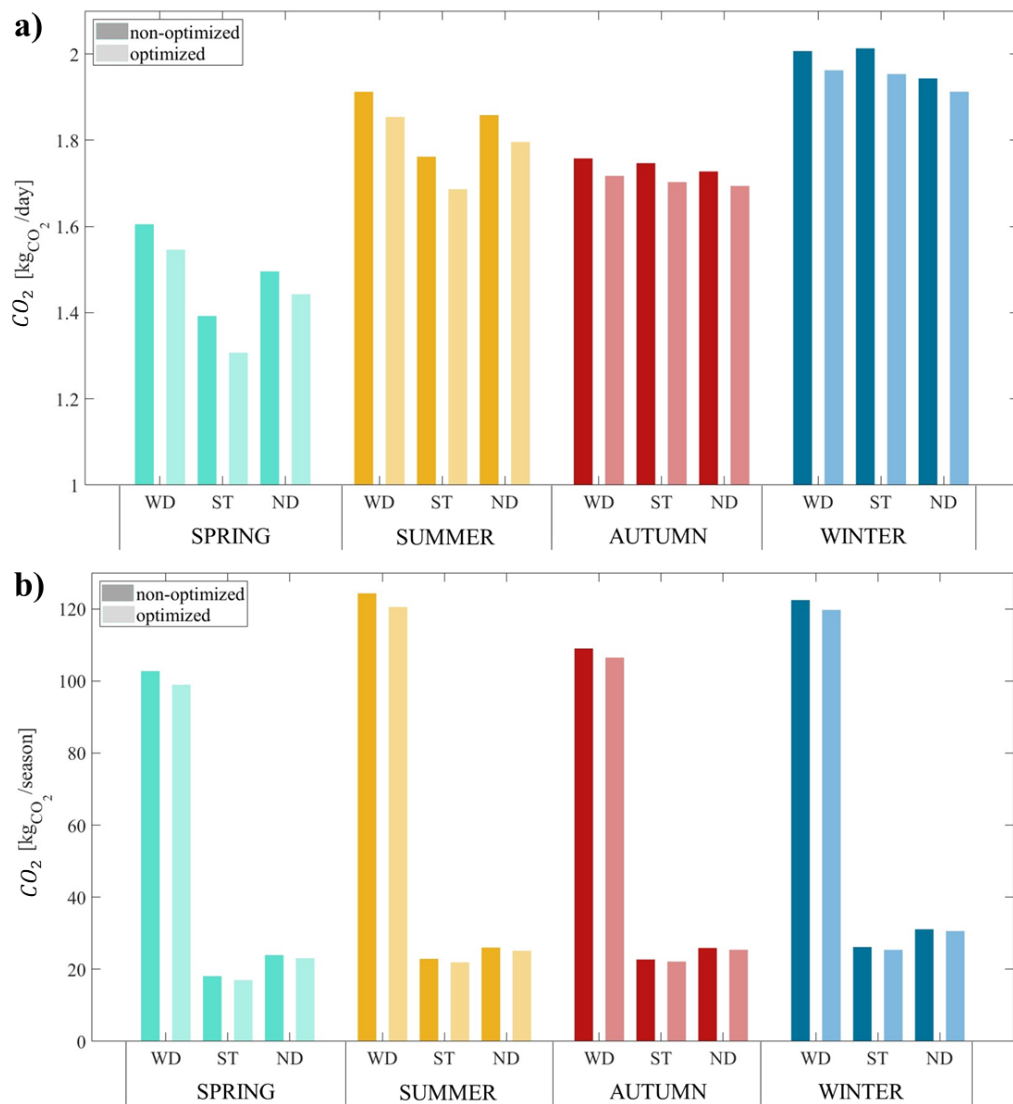 a)
non-optimized
optimized
CO₂ [kg_CO₂/day]
2
1.8
1.6
1.4
1.2
1
WD ST ND WD ST ND WD ST ND WD ST ND
SPRING SUMMER AUTUMN WINTER
b)
non-optimized
optimized
CO₂ [kg_CO₂/season]
120
100
80
60
40
20
0
WD ST ND WD ST ND WD ST ND WD ST ND
SPRING SUMMER AUTUMN WINTER